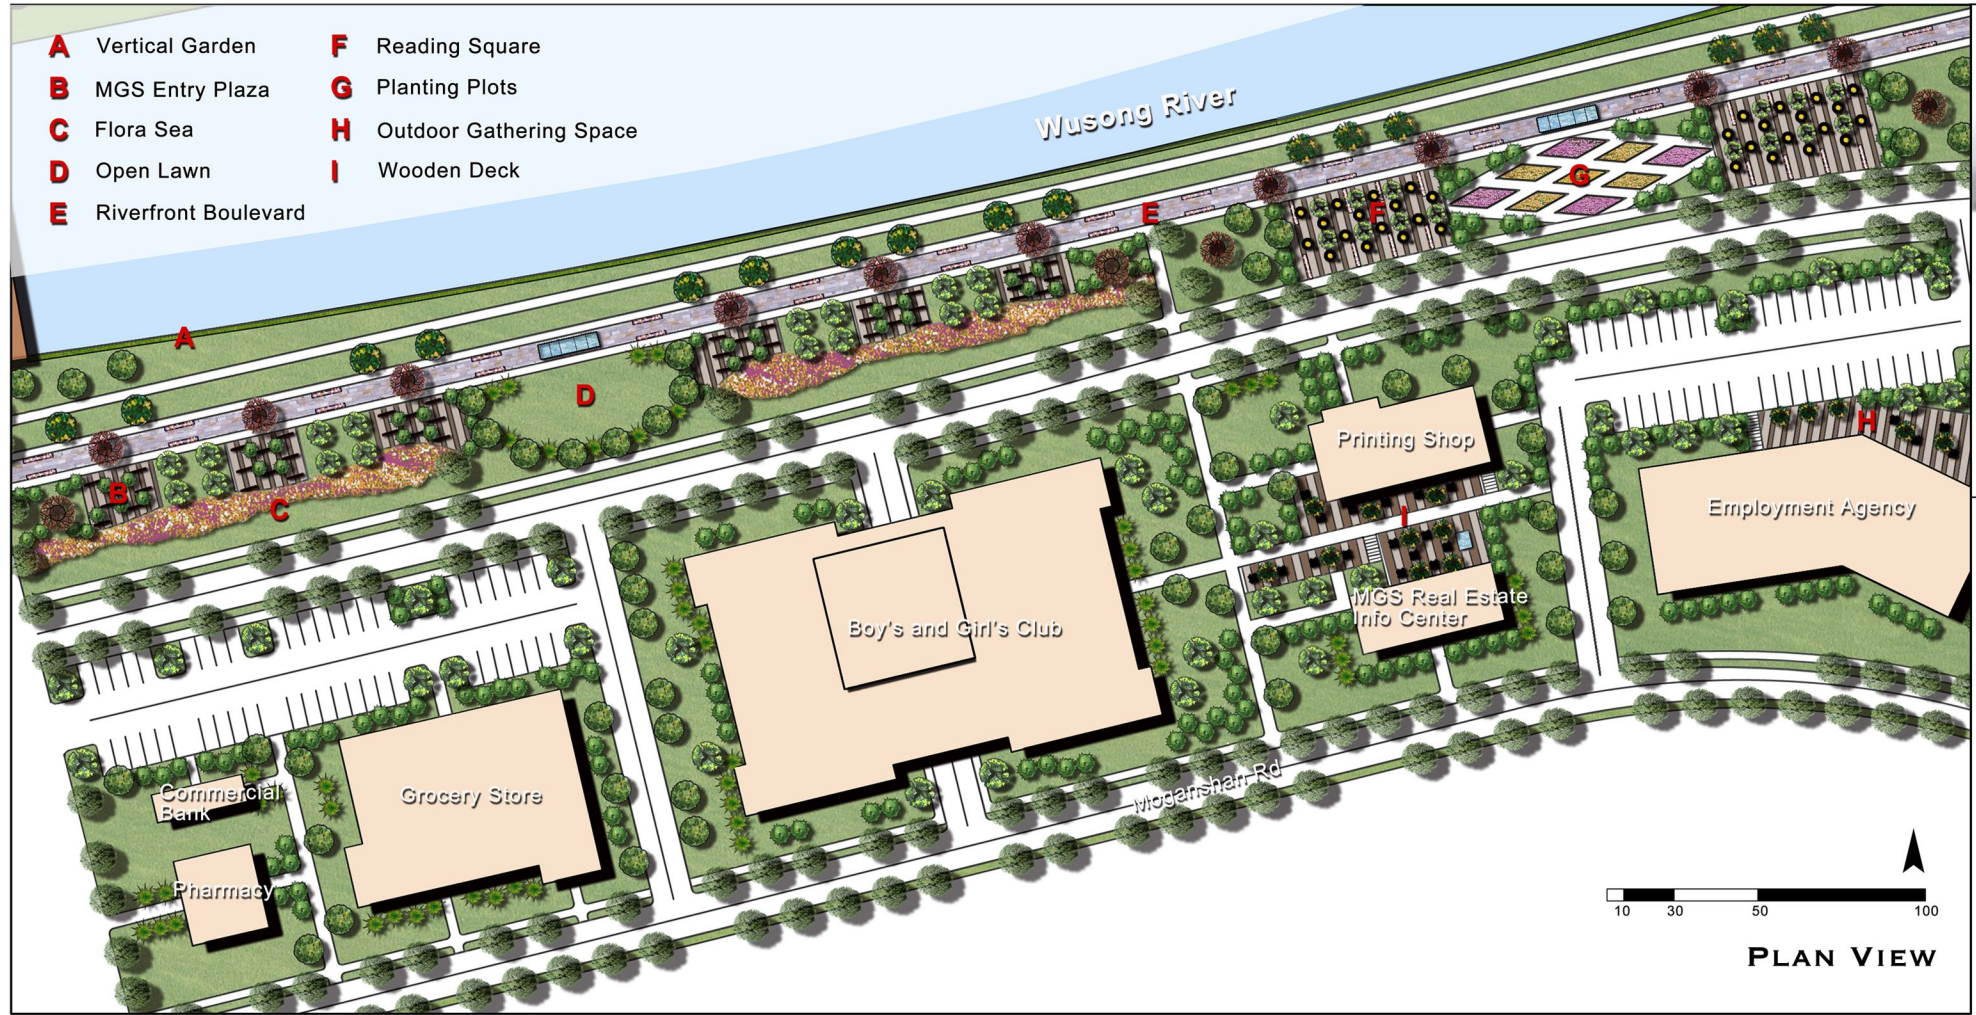 A Vertical Garden
B MGS Entry Plaza
C Flora Sea
D Open Lawn
E Riverfront Boulevard
F Reading Square
G Planting Plots
H Outdoor Gathering Space
I Wooden Deck
Wusong River
A
B
C
D
E
F
G
H
I
Printing Shop
Employment Agency
MGS Real Estate
Info Center
Boy's and Girl's Club
Grocery Store
Commercial
Bank
Pharmacy
Moganshan Rd
10 30 50 100
PLAN VIEW